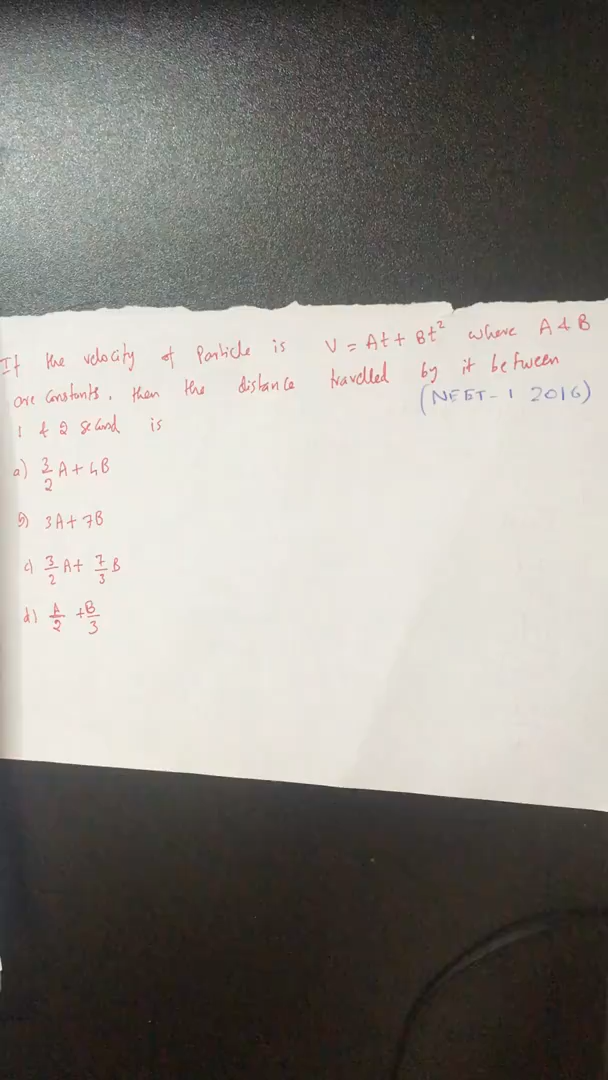 If the velocity of Particle is V = At + Bt² where A & B
are Constants, then the distance travelled by it between
1 & 2 second is (NEET-1 2016)
a) 3/2 A + 4B
b) 3A + 7B
c) 3/2 A + 7/3 B
d) A/2 + B/3